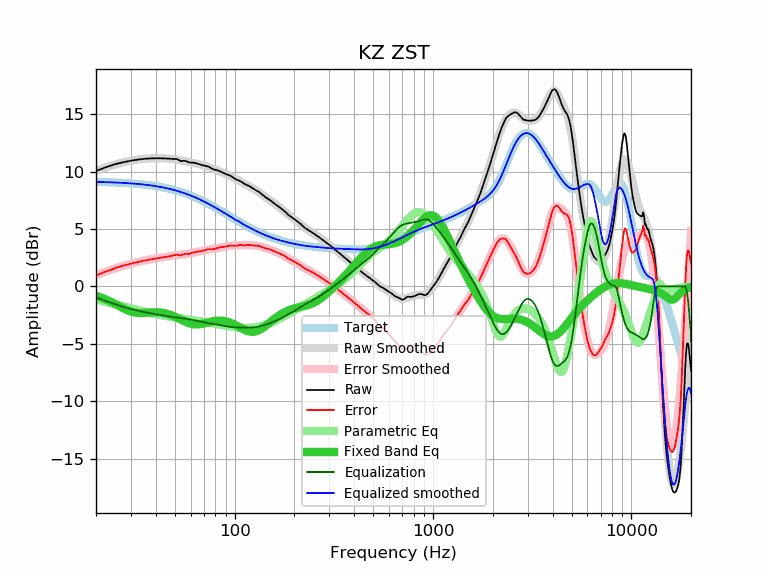 KZ ZST
Amplitude (dBr)
15
10
5
0
−5
−10
−15
Target
Raw Smoothed
Error Smoothed
Raw
Error
Parametric Eq
Fixed Band Eq
Equalization
Equalized smoothed
100
1000
10000
Frequency (Hz)